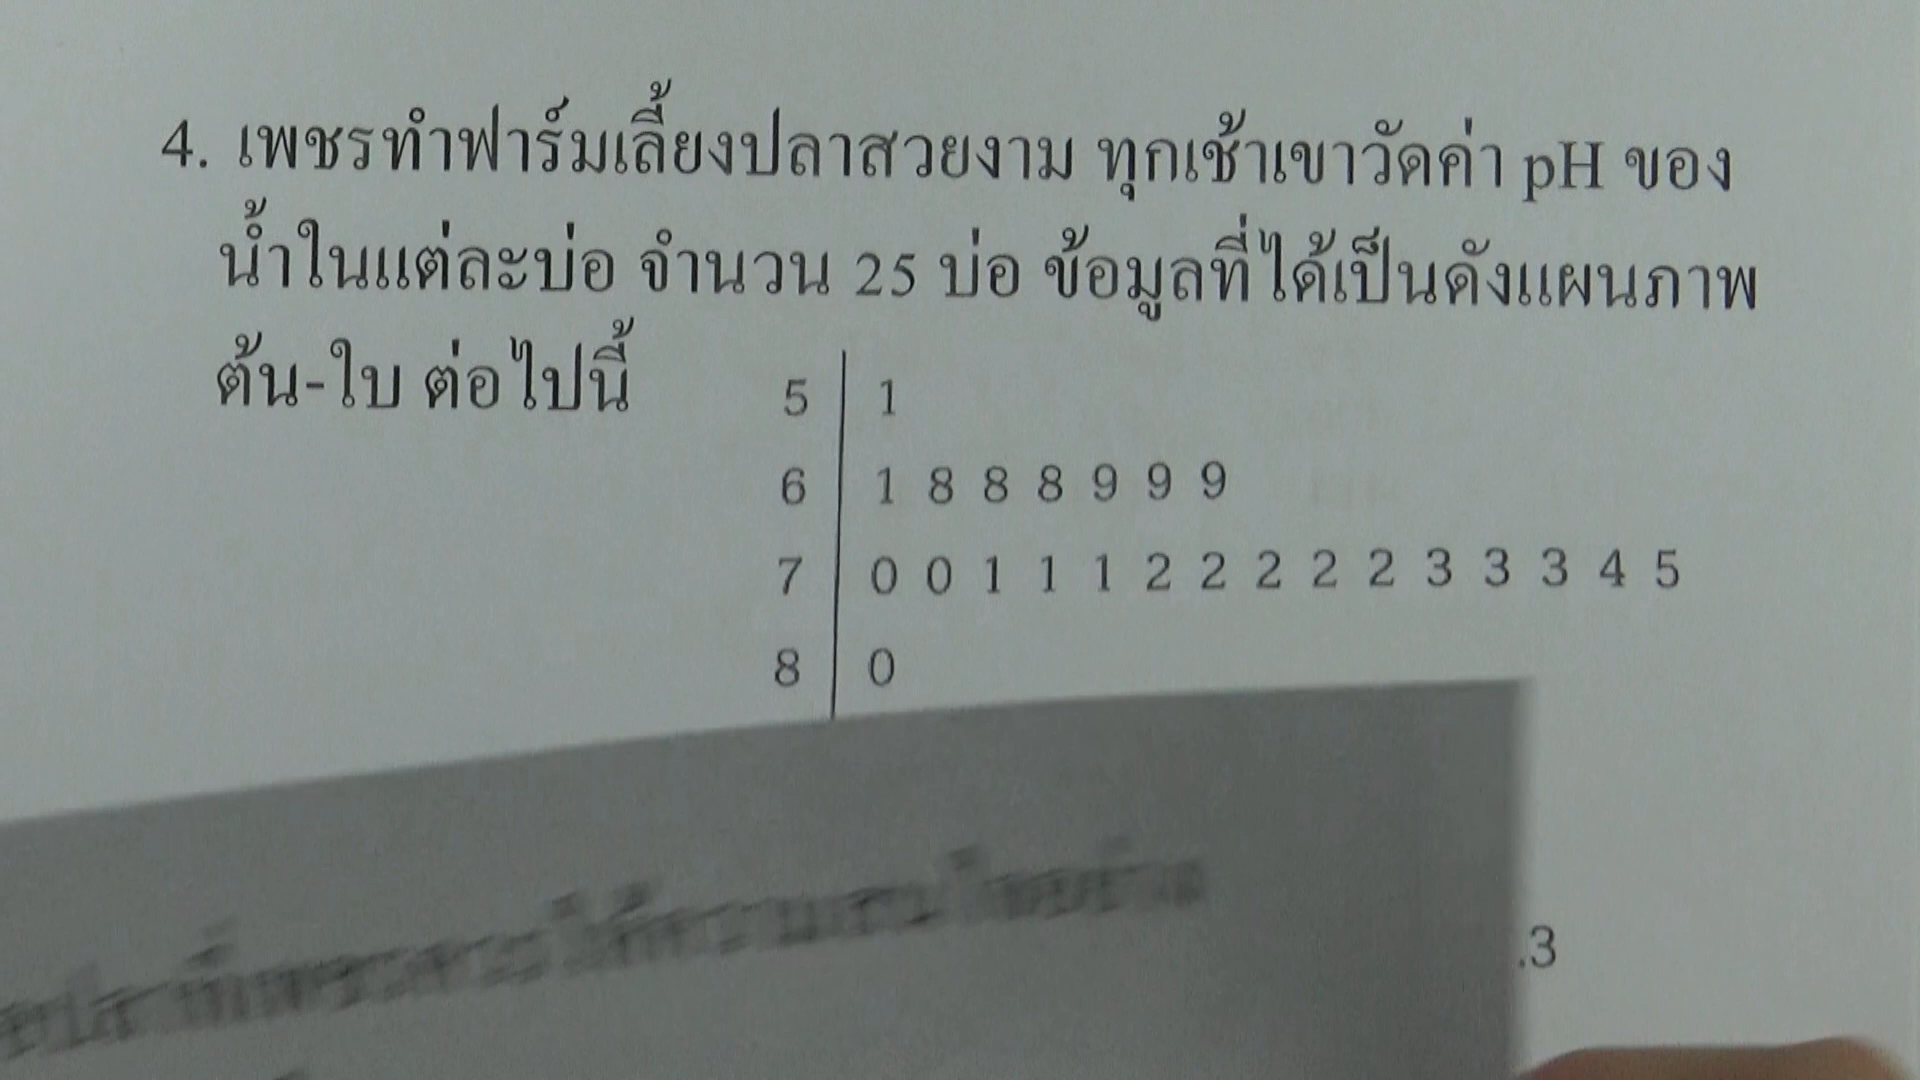 4. เพชรทำฟาร์มเลี้ยงปลาสวยงาม ทุกเช้าเขาวัดค่า pH ของ
น้ำในแต่ละบ่อ จำนวน 25 บ่อ ข้อมูลที่ได้เป็นดังแผนภาพ
ต้น-ใบ ต่อไปนี้
5 | 1
6 | 1 8 8 8 9 9 9
7 | 0 0 1 1 1 2 2 2 2 2 3 3 3 4 5
8 | 0
.3